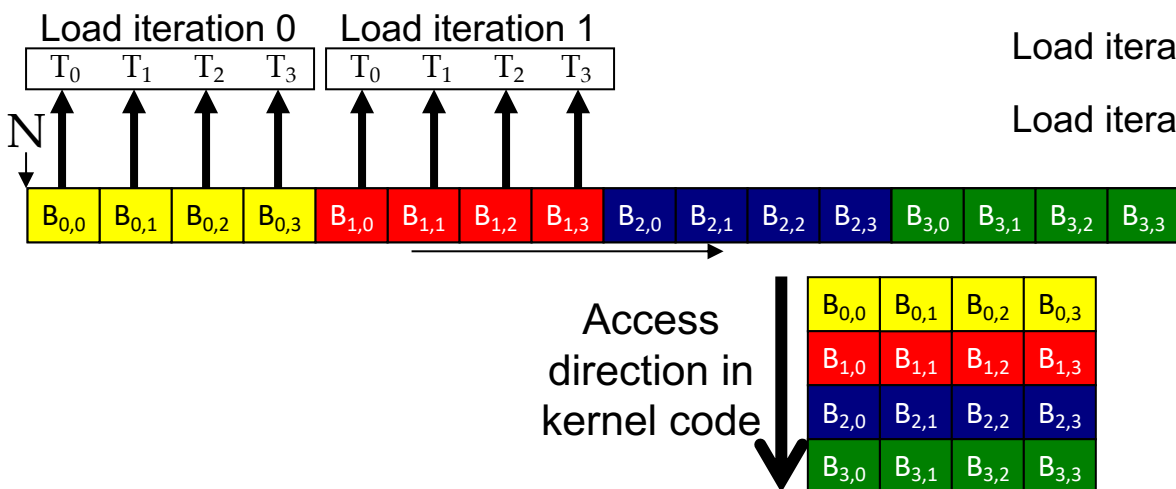 Load iteration 0 Load iteration 1
Load itera
T0 T1 T2 T3 T0 T1 T2 T3
Load itera
N
B0,0 B0,1 B0,2 B0,3 B1,0 B1,1 B1,2 B1,3 B2,0 B2,1 B2,2 B2,3 B3,0 B3,1 B3,2 B3,3
Access
direction in
kernel code
B0,0 B0,1 B0,2 B0,3
B1,0 B1,1 B1,2 B1,3
B2,0 B2,1 B2,2 B2,3
B3,0 B3,1 B3,2 B3,3